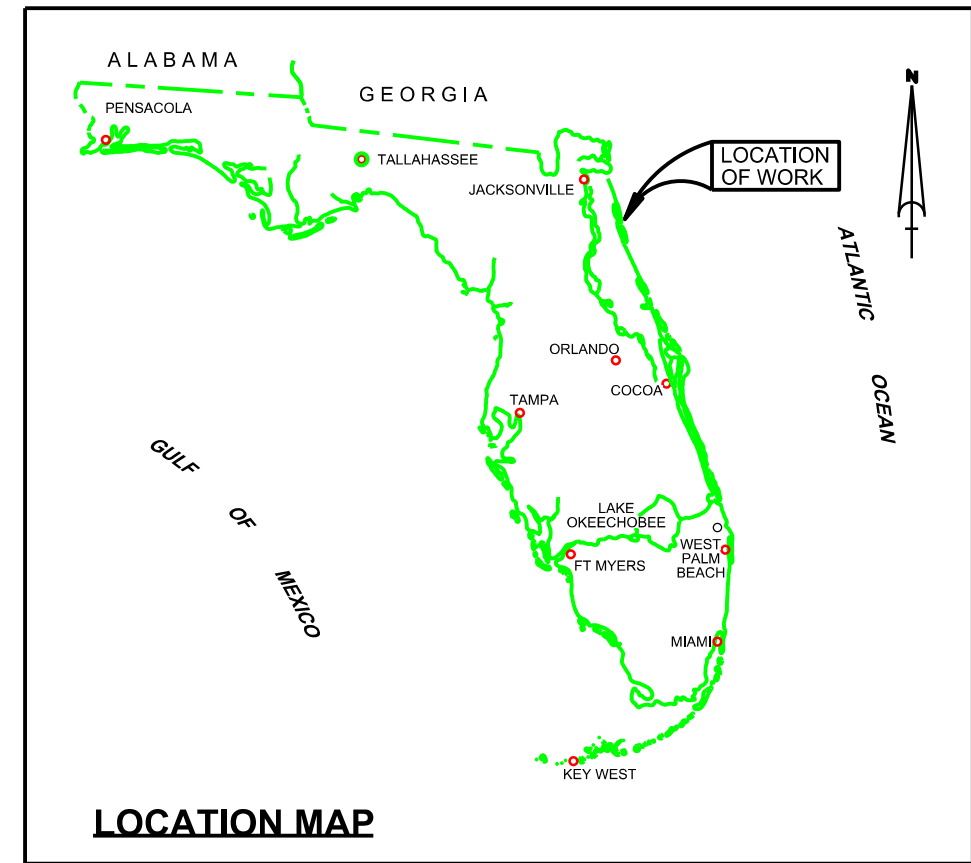 ALABAMA
GEORGIA
N
PENSACOLA
TALLAHASSEE
JACKSONVILLE
LOCATION
OF WORK
ATLANTIC
OCEAN
ORLANDO
COCOA
TAMPA
GULF
OF
MEXICO
LAKE
OKEECHOBEE
WEST
PALM
BEACH
FT MYERS
MIAMI
KEY WEST
LOCATION MAP